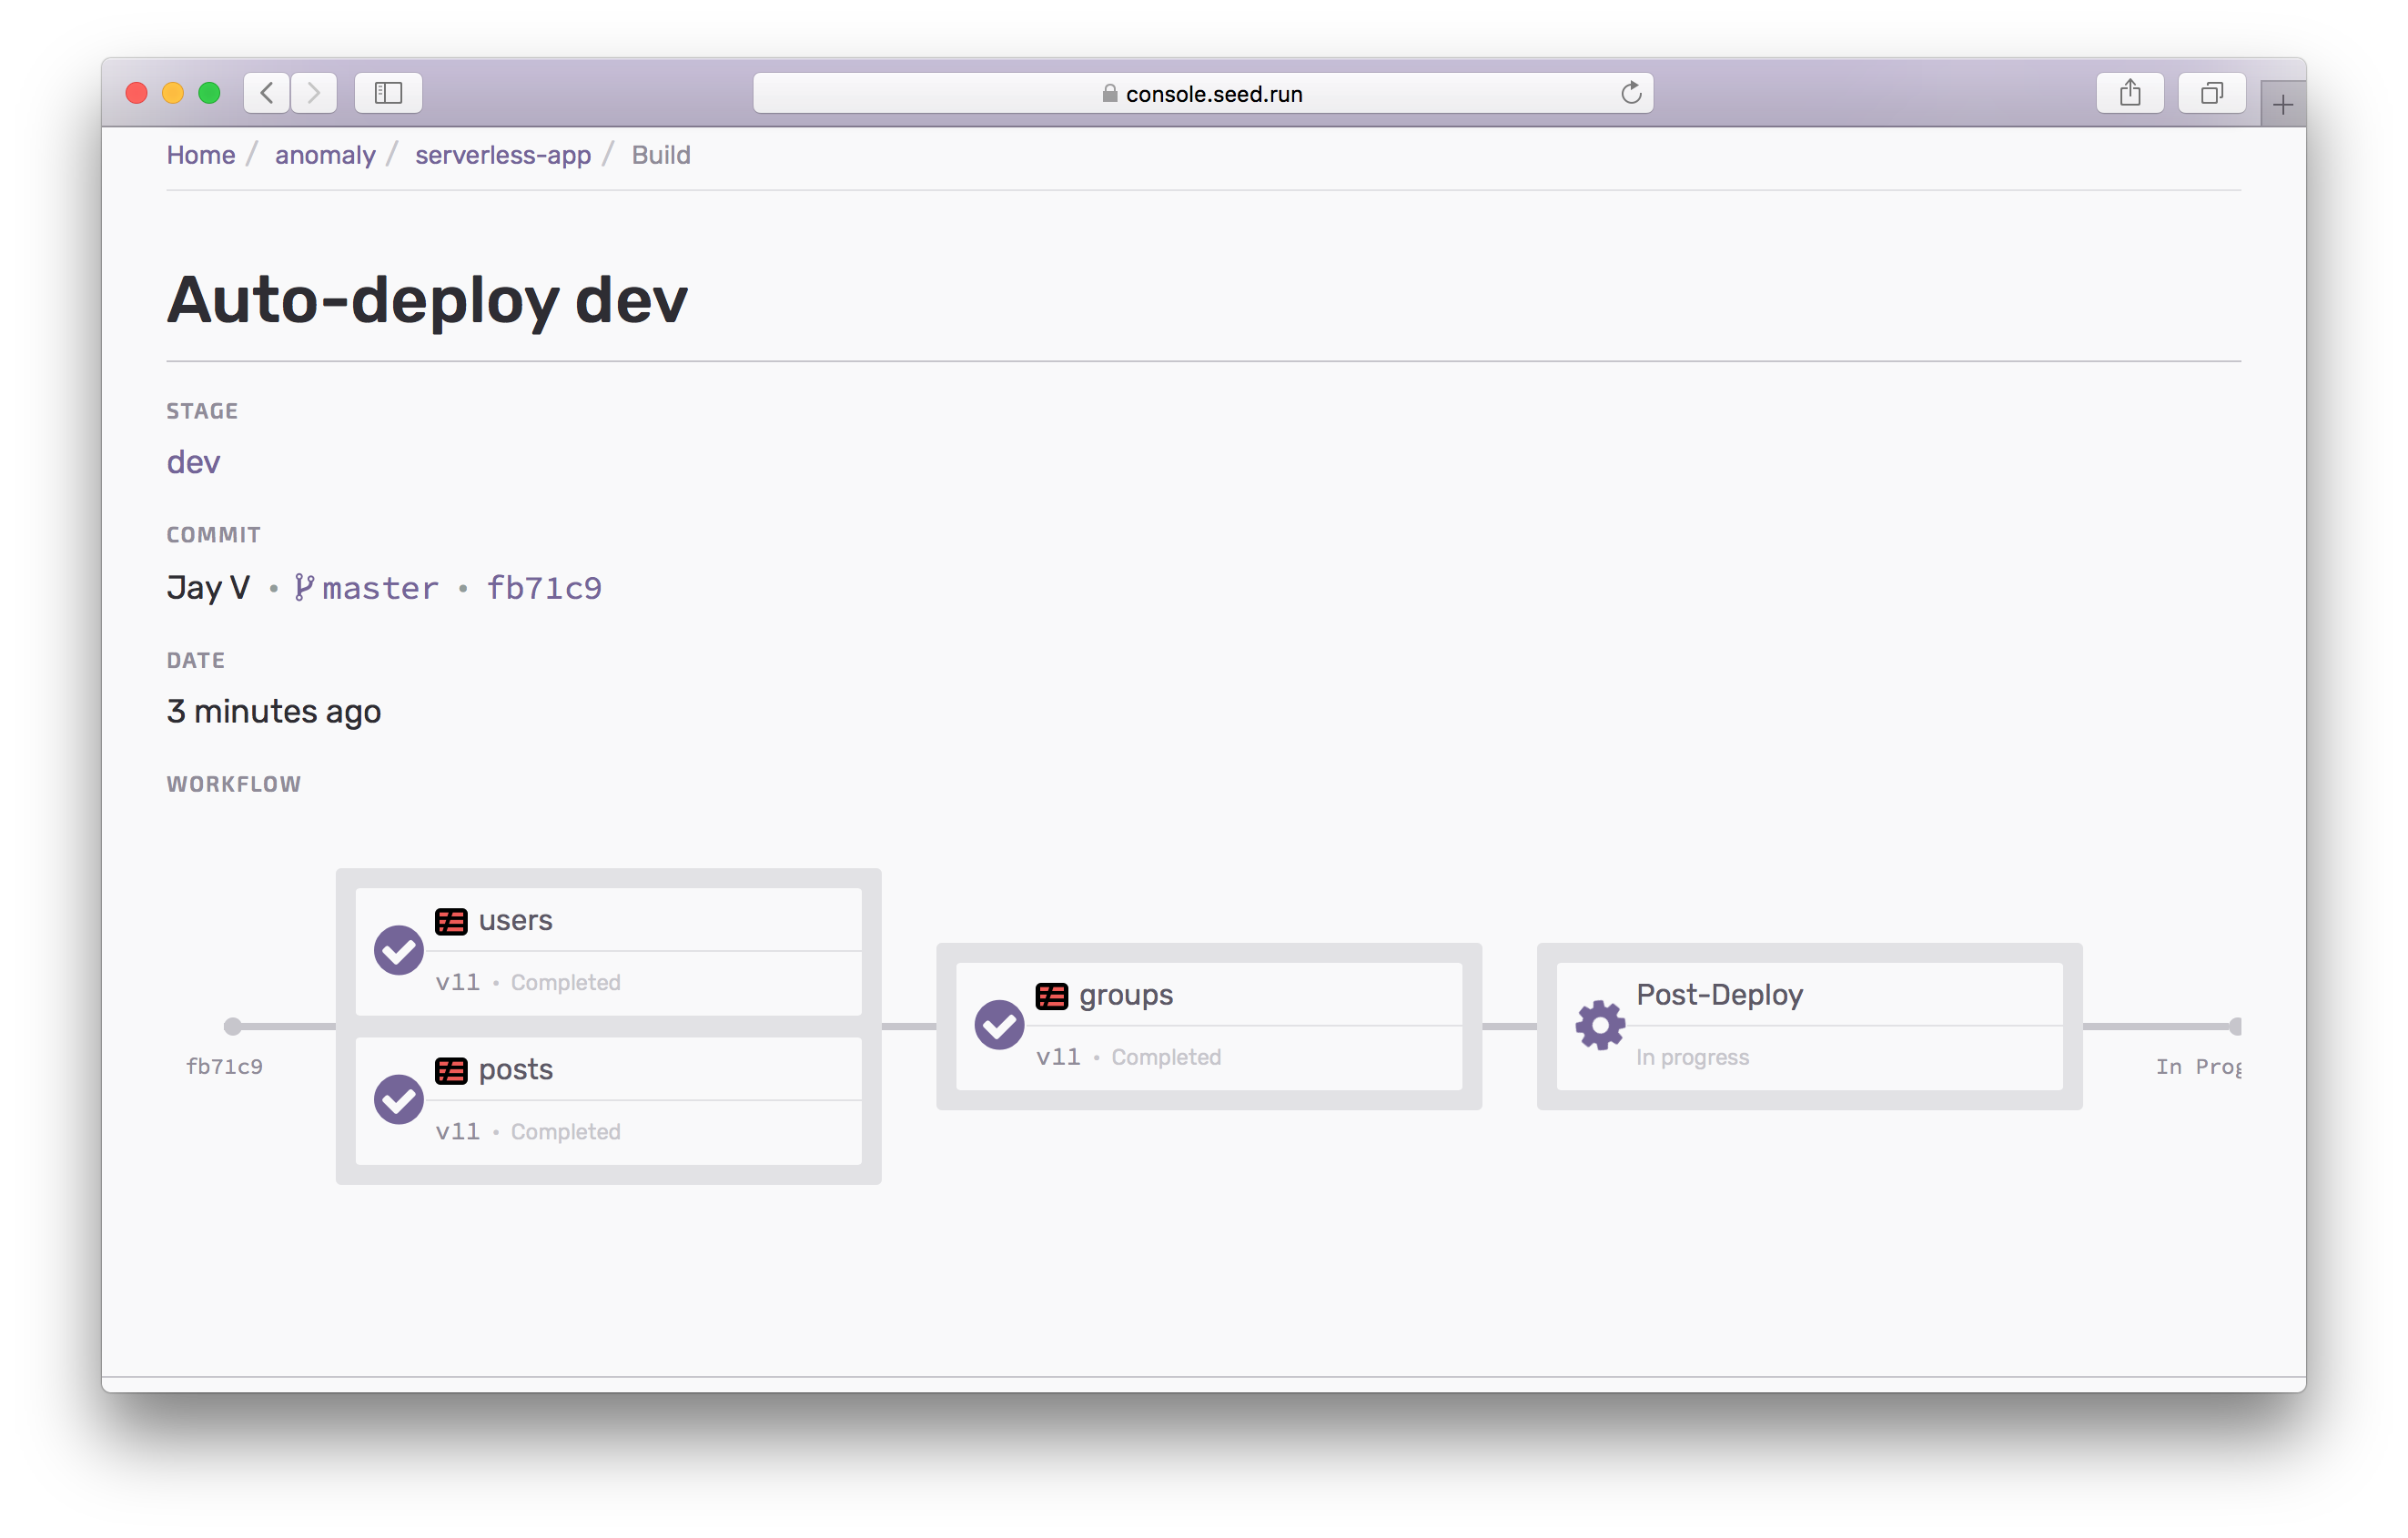 console.seed.run
Home / anomaly / serverless-app / Build
Auto-deploy dev
STAGE
dev
COMMIT
Jay V • master • fb71c9
DATE
3 minutes ago
WORKFLOW
users
v11 • Completed
posts
v11 • Completed
groups
v11 • Completed
Post-Deploy
In progress
fb71c9
In Prog